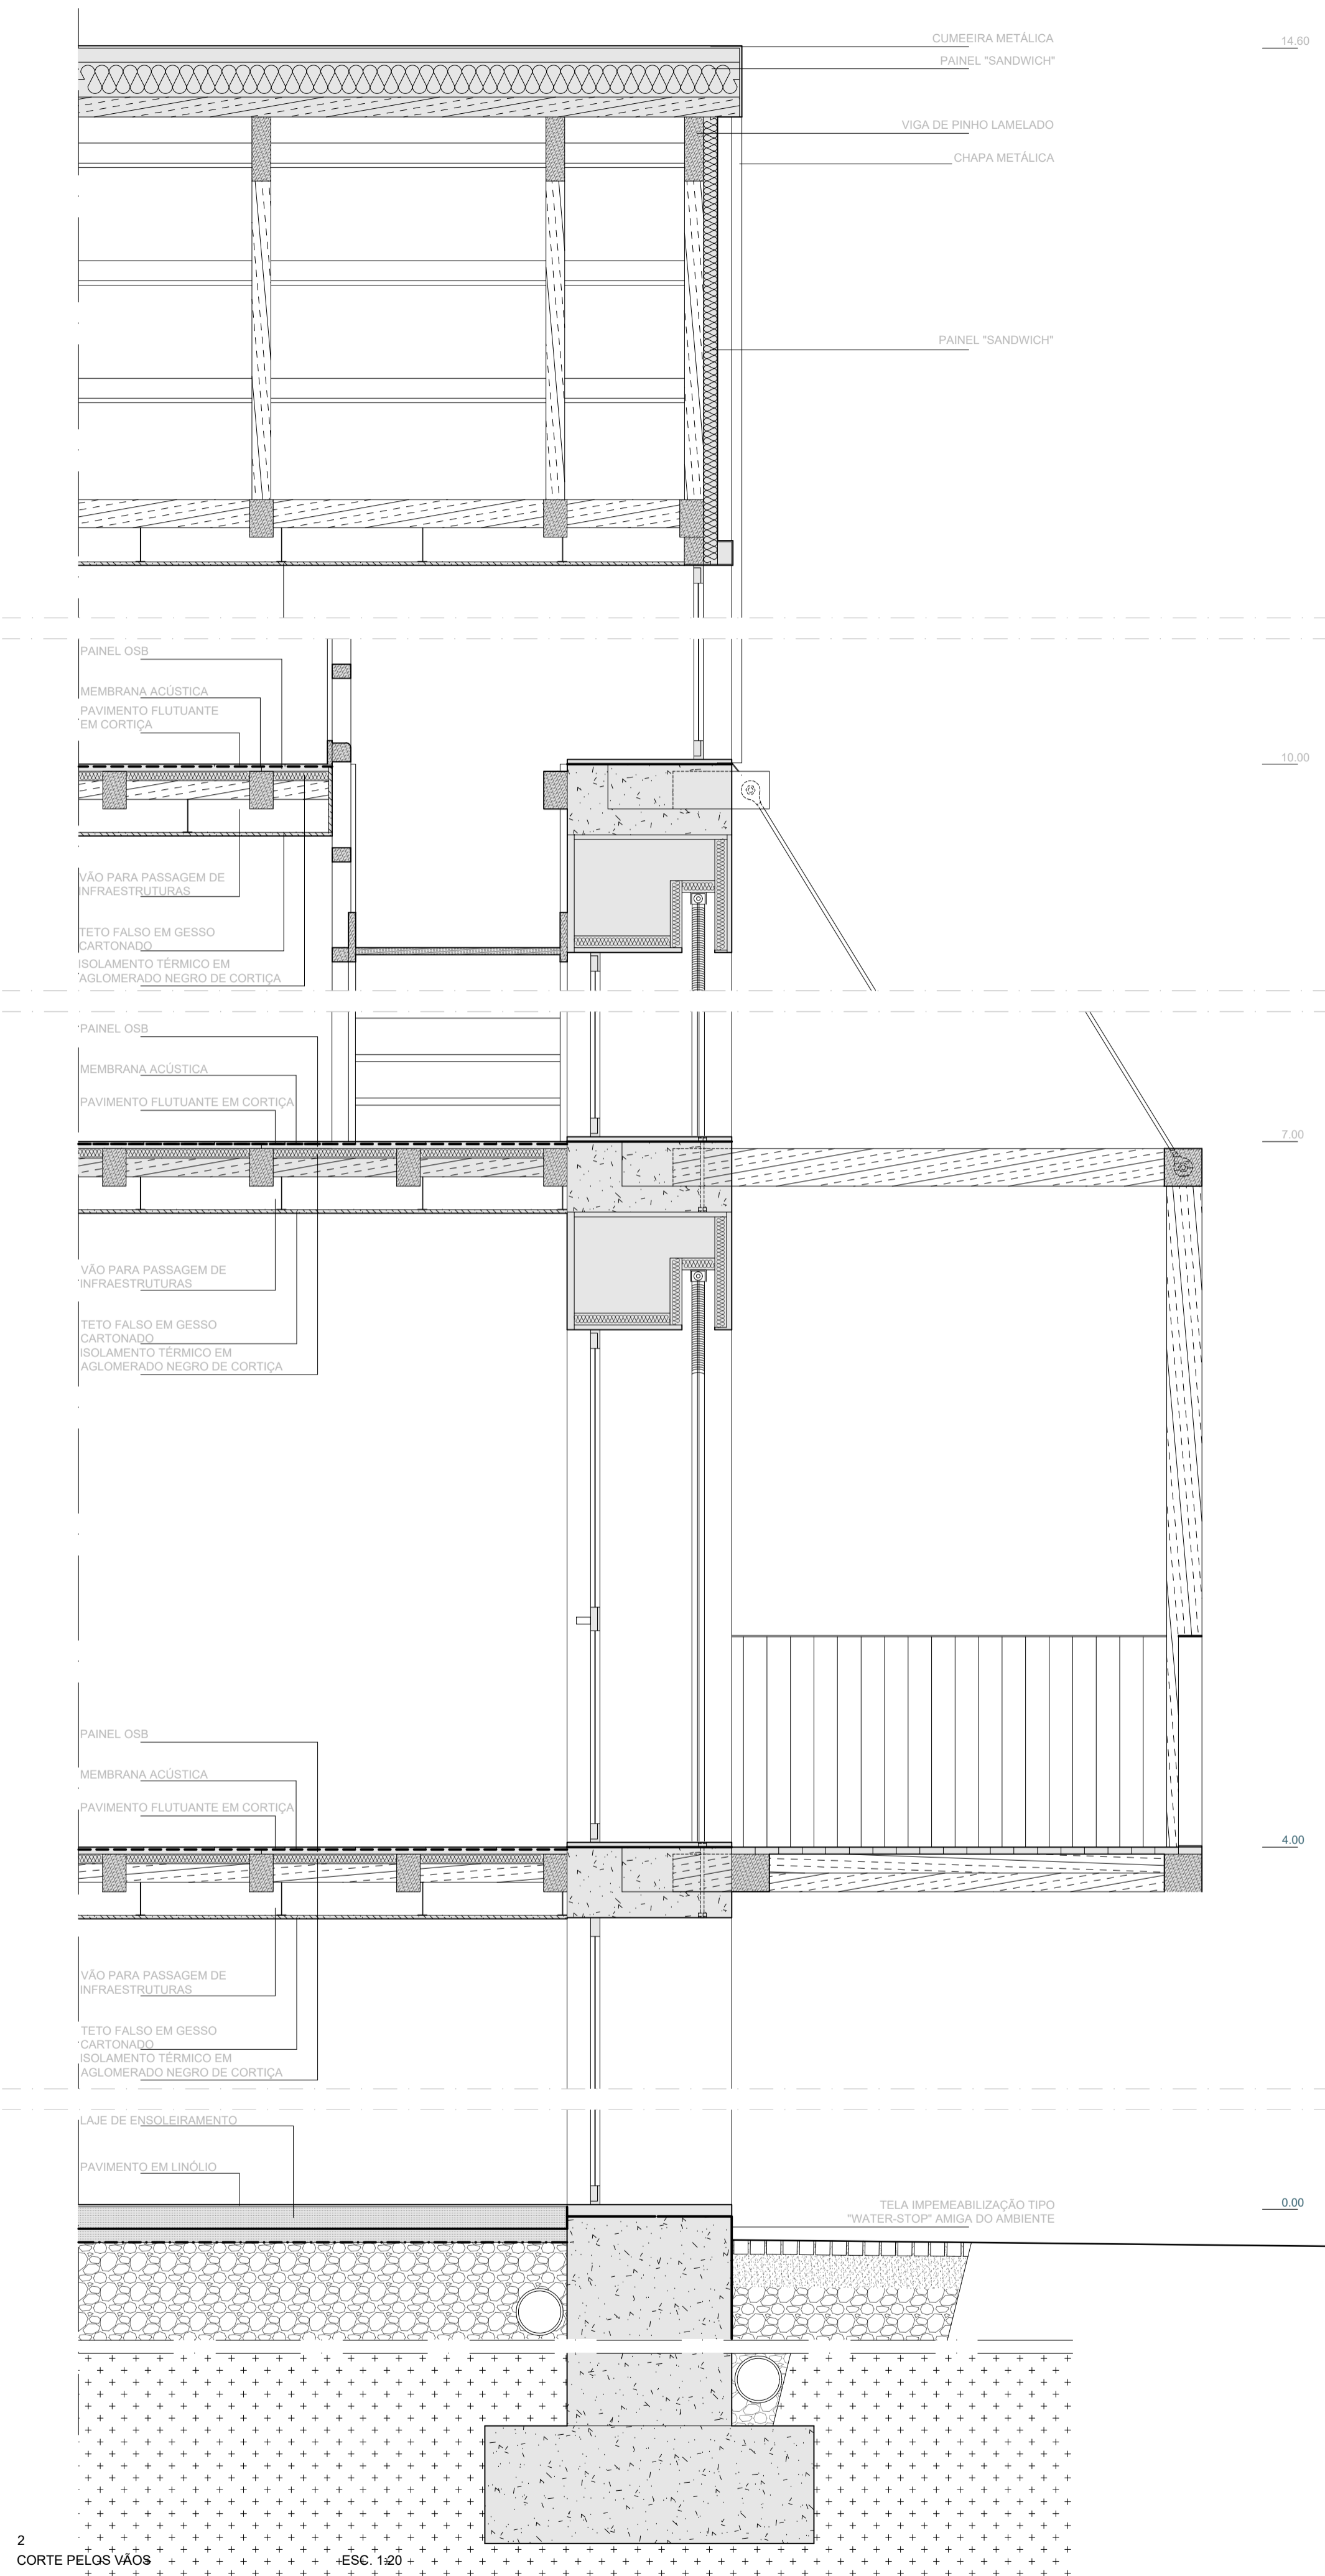 CUMEEIRA METÁLICA
14.60
PAINEL "SANDWICH"
VIGA DE PINHO LAMELADO
CHAPA METÁLICA
PAINEL "SANDWICH"
PAINEL OSB
MEMBRANA ACÚSTICA
PAVIMENTO FLUTUANTE
EM CORTIÇA
10.00
VÃO PARA PASSAGEM DE
INFRAESTRUTURAS
TETO FALSO EM GESSO
CARTONADO
ISOLAMENTO TÉRMICO EM
AGLOMERADO NEGRO DE CORTIÇA
PAINEL OSB
MEMBRANA ACÚSTICA
PAVIMENTO FLUTUANTE EM CORTIÇA
7.00
VÃO PARA PASSAGEM DE
INFRAESTRUTURAS
TETO FALSO EM GESSO
CARTONADO
ISOLAMENTO TÉRMICO EM
AGLOMERADO NEGRO DE CORTIÇA
PAINEL OSB
MEMBRANA ACÚSTICA
PAVIMENTO FLUTUANTE EM CORTIÇA
4.00
VÃO PARA PASSAGEM DE
INFRAESTRUTURAS
TETO FALSO EM GESSO
CARTONADO
ISOLAMENTO TÉRMICO EM
AGLOMERADO NEGRO DE CORTIÇA
LAJE DE ENSOLEIRAMENTO
PAVIMENTO EM LINÓLIO
0.00
TELA IMPEMEABILIZAÇÃO TIPO
"WATER-STOP" AMIGA DO AMBIENTE
2
CORTE PELOS VÃOS ESC. 1:20